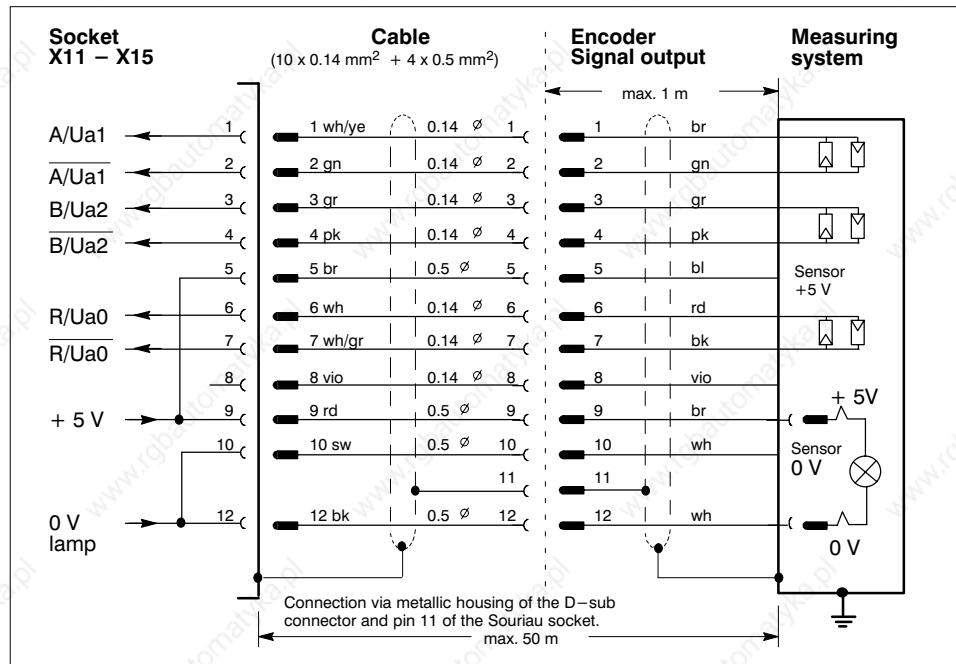 Socket
X11 – X15
Cable
(10 x 0.14 mm² + 4 x 0.5 mm²)
Encoder
Signal output
Measuring
system
max. 1 m
A/Ua1 1 1 wh/ye 0.14 ⌀ 1 1 br
A/Ua1 2 2 gn 0.14 ⌀ 2 2 gn
B/Ua2 3 3 gr 0.14 ⌀ 3 3 gr
B/Ua2 4 4 pk 0.14 ⌀ 4 4 pk
5 5 br 0.5 ⌀ 5 5 bl
Sensor
+5 V
R/Ua0 6 6 wh 0.14 ⌀ 6 6 rd
R/Ua0 7 7 wh/gr 0.14 ⌀ 7 7 bk
8 8 vio 0.14 ⌀ 8 8 vio
+ 5 V 9 9 rd 0.5 ⌀ 9 9 br + 5V
10 10 sw 0.5 ⌀ 10 10 wh
Sensor
0 V
11 11
0 V
lamp
12 12 bk 0.5 ⌀ 12 12 wh
0 V
Connection via metallic housing of the D–sub
connector and pin 11 of the Souriau socket.
max. 50 m
www.rgbautomatyka.pl